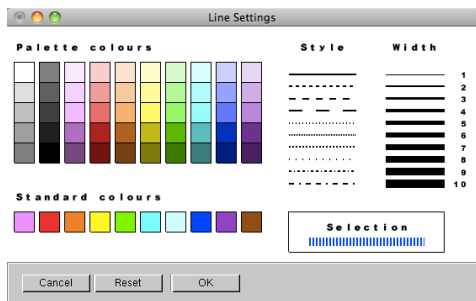 Line Settings
Palette colours
Style
Width
1
2
3
4
5
6
7
8
9
10
Standard colours
Selection
Cancel
Reset
OK